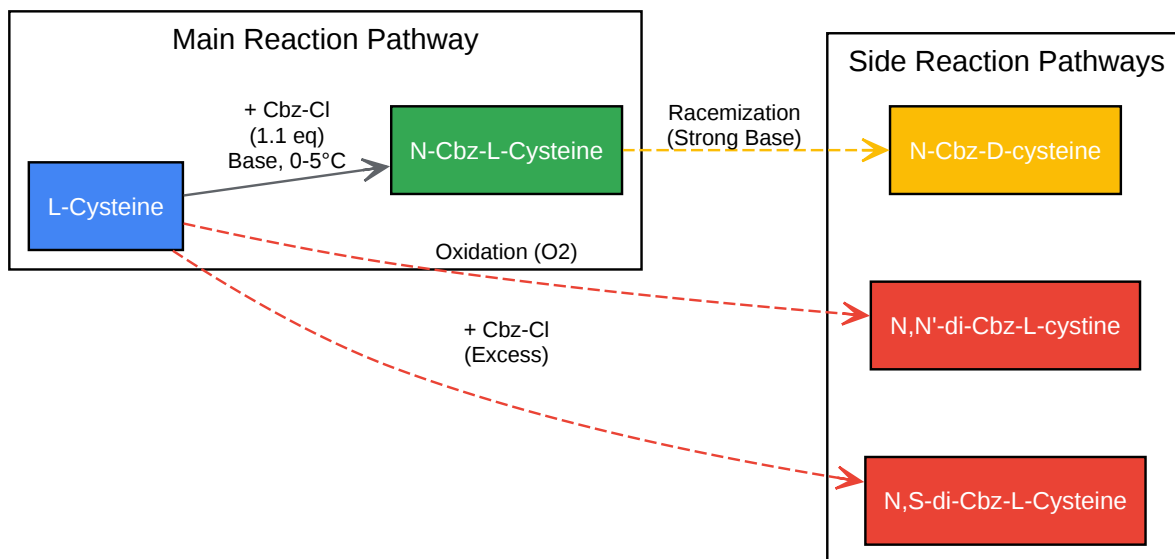 Main Reaction Pathway
Side Reaction Pathways
+ Cbz-Cl
(1.1 eq)
Base, 0-5°C
N-Cbz-L-Cysteine
Racemization
(Strong Base)
N-Cbz-D-cysteine
L-Cysteine
Oxidation (O2)
N,N'-di-Cbz-L-cystine
+ Cbz-Cl
(Excess)
N,S-di-Cbz-L-Cysteine